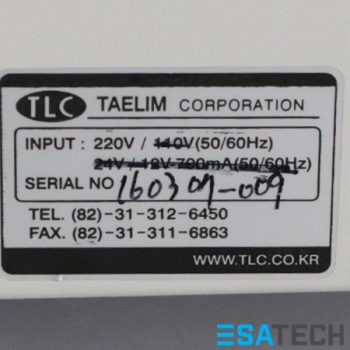 TLC TAELIM CORPORATION
INPUT : 220V / 110V(50/60Hz)
24V / 12V-700mA(50/60Hz)
SERIAL NO 160307-009
TEL. (82)-31-312-6450
FAX. (82)-31-311-6863
WWW.TLC.CO.KR
ESATECH